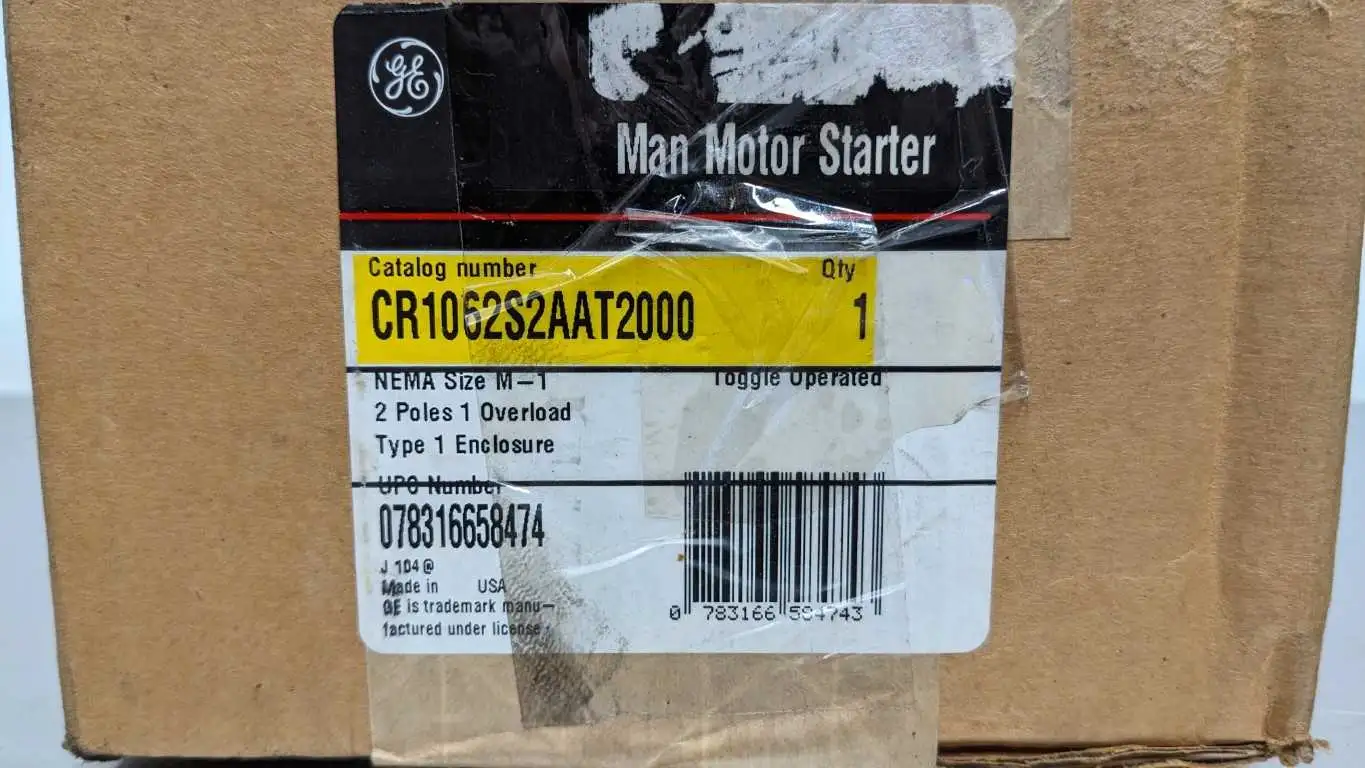 GE
Man Motor Starter
Catalog number Qty
CR1062S2AAT2000 1
NEMA Size M-1 Toggle Operated
2 Poles 1 Overload
Type 1 Enclosure
UPC Number
078316658474
J 104@
Made in USA
GE is trademark manu-
factured under license
0 783166 584743